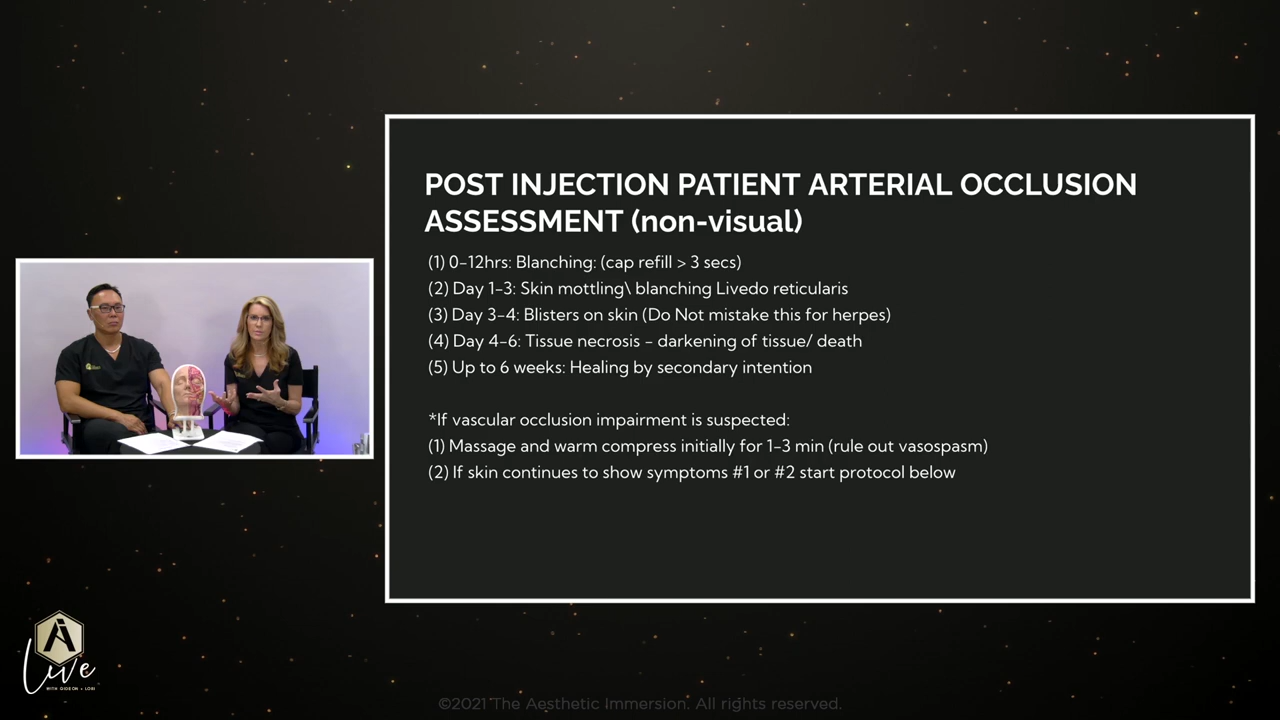 POST INJECTION PATIENT ARTERIAL OCCLUSION
ASSESSMENT (non-visual)
(1) 0-12hrs: Blanching: (cap refill > 3 secs)
(2) Day 1-3: Skin mottling\ blanching Livedo reticularis
(3) Day 3-4: Blisters on skin (Do Not mistake this for herpes)
(4) Day 4-6: Tissue necrosis - darkening of tissue/ death
(5) Up to 6 weeks: Healing by secondary intention
*If vascular occlusion impairment is suspected:
(1) Massage and warm compress initially for 1-3 min (rule out vasospasm)
(2) If skin continues to show symptoms #1 or #2 start protocol below
AI
Live
WITH GIDEON + LORI
©2021 The Aesthetic Immersion. All rights reserved.